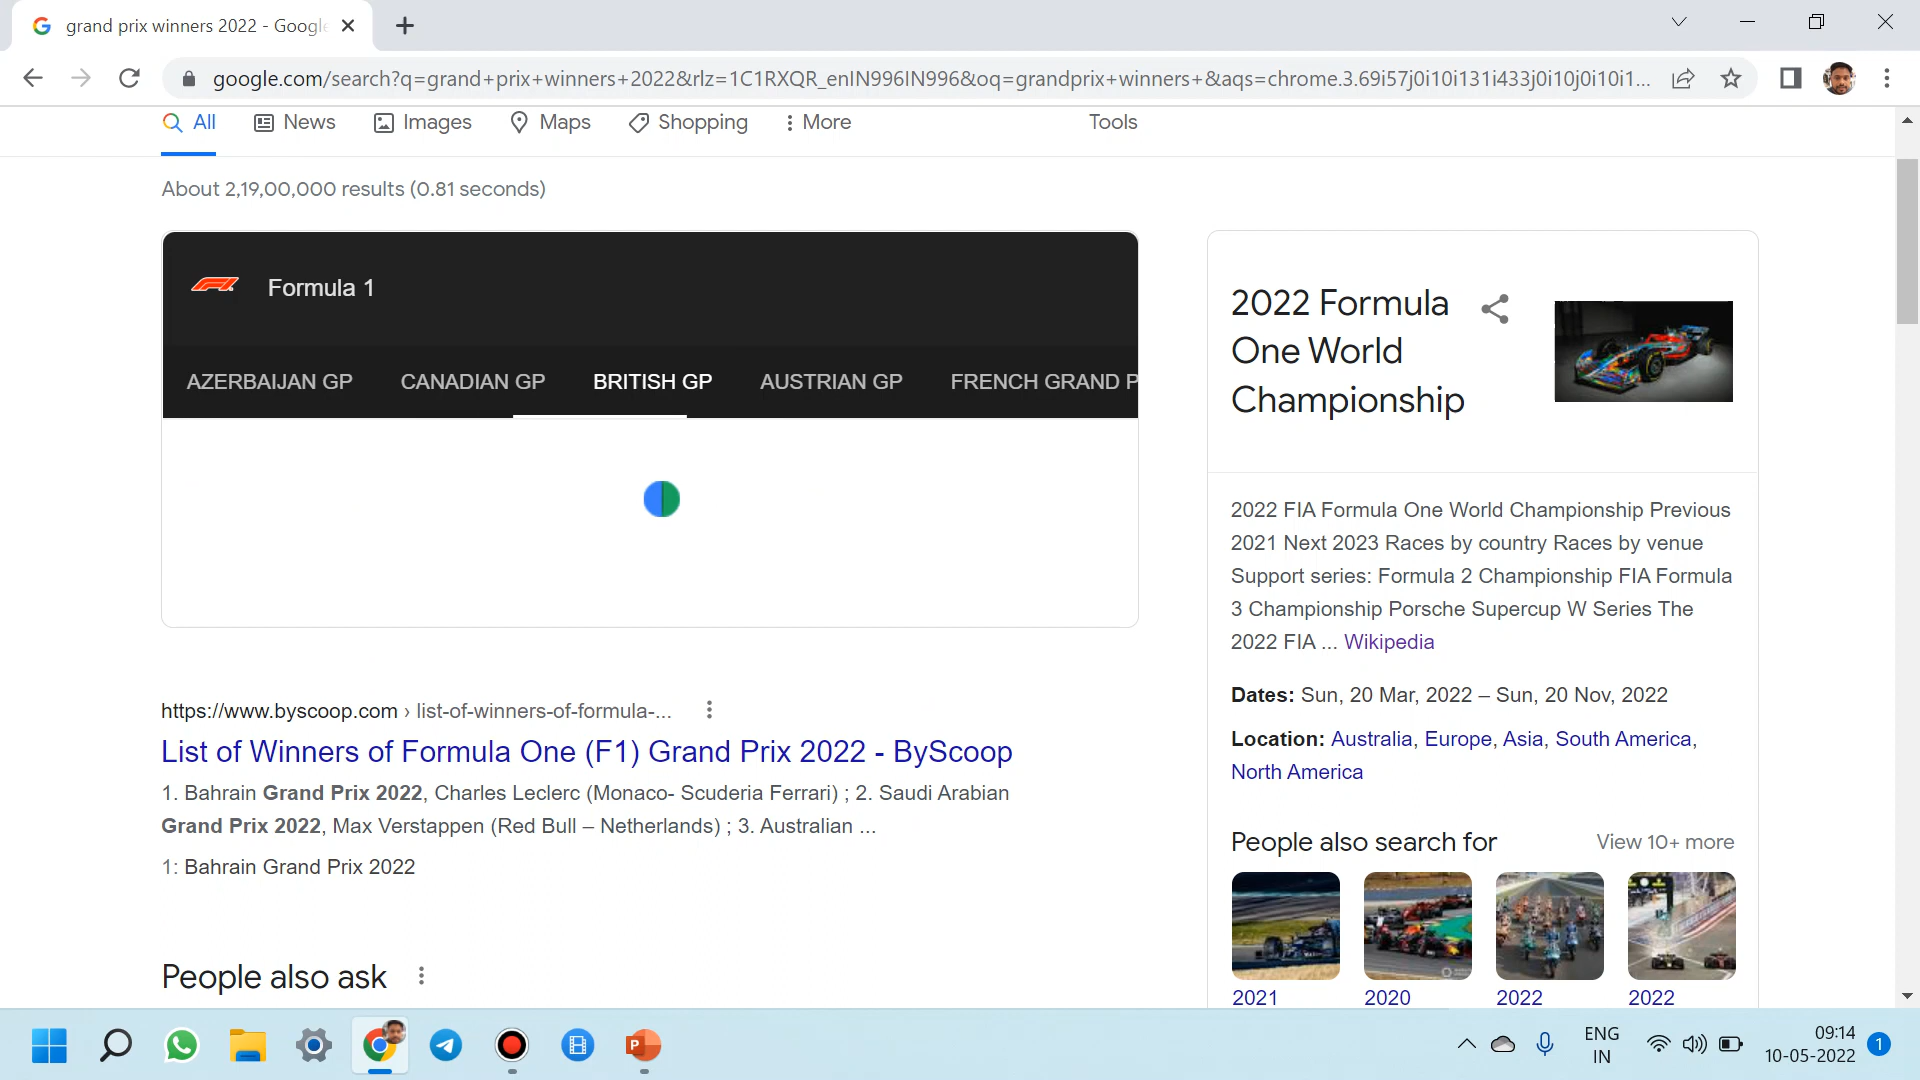 grand prix winners 2022 - Google
google.com/search?q=grand+prix+winners+2022&rlz=1C1RXQR_enIN996IN996&oq=grandprix+winners+&aqs=chrome.3.69i57j0i10i131i433j0i10j0i10i1...
All News Images Maps Shopping More Tools
About 2,19,00,000 results (0.81 seconds)
Formula 1
AZERBAIJAN GP CANADIAN GP BRITISH GP AUSTRIAN GP FRENCH GRAND P
https://www.byscoop.com › list-of-winners-of-formula-...
List of Winners of Formula One (F1) Grand Prix 2022 - ByScoop
1. Bahrain Grand Prix 2022, Charles Leclerc (Monaco- Scuderia Ferrari) ; 2. Saudi Arabian
Grand Prix 2022, Max Verstappen (Red Bull – Netherlands) ; 3. Australian ...
1: Bahrain Grand Prix 2022
People also ask
2022 Formula
One World
Championship
2022 FIA Formula One World Championship Previous
2021 Next 2023 Races by country Races by venue
Support series: Formula 2 Championship FIA Formula
3 Championship Porsche Supercup W Series The
2022 FIA ... Wikipedia
Dates: Sun, 20 Mar, 2022 – Sun, 20 Nov, 2022
Location: Australia, Europe, Asia, South America,
North America
People also search for View 10+ more
2021 2020 2022 2022
P
ENG
IN
09:14
10-05-2022
1